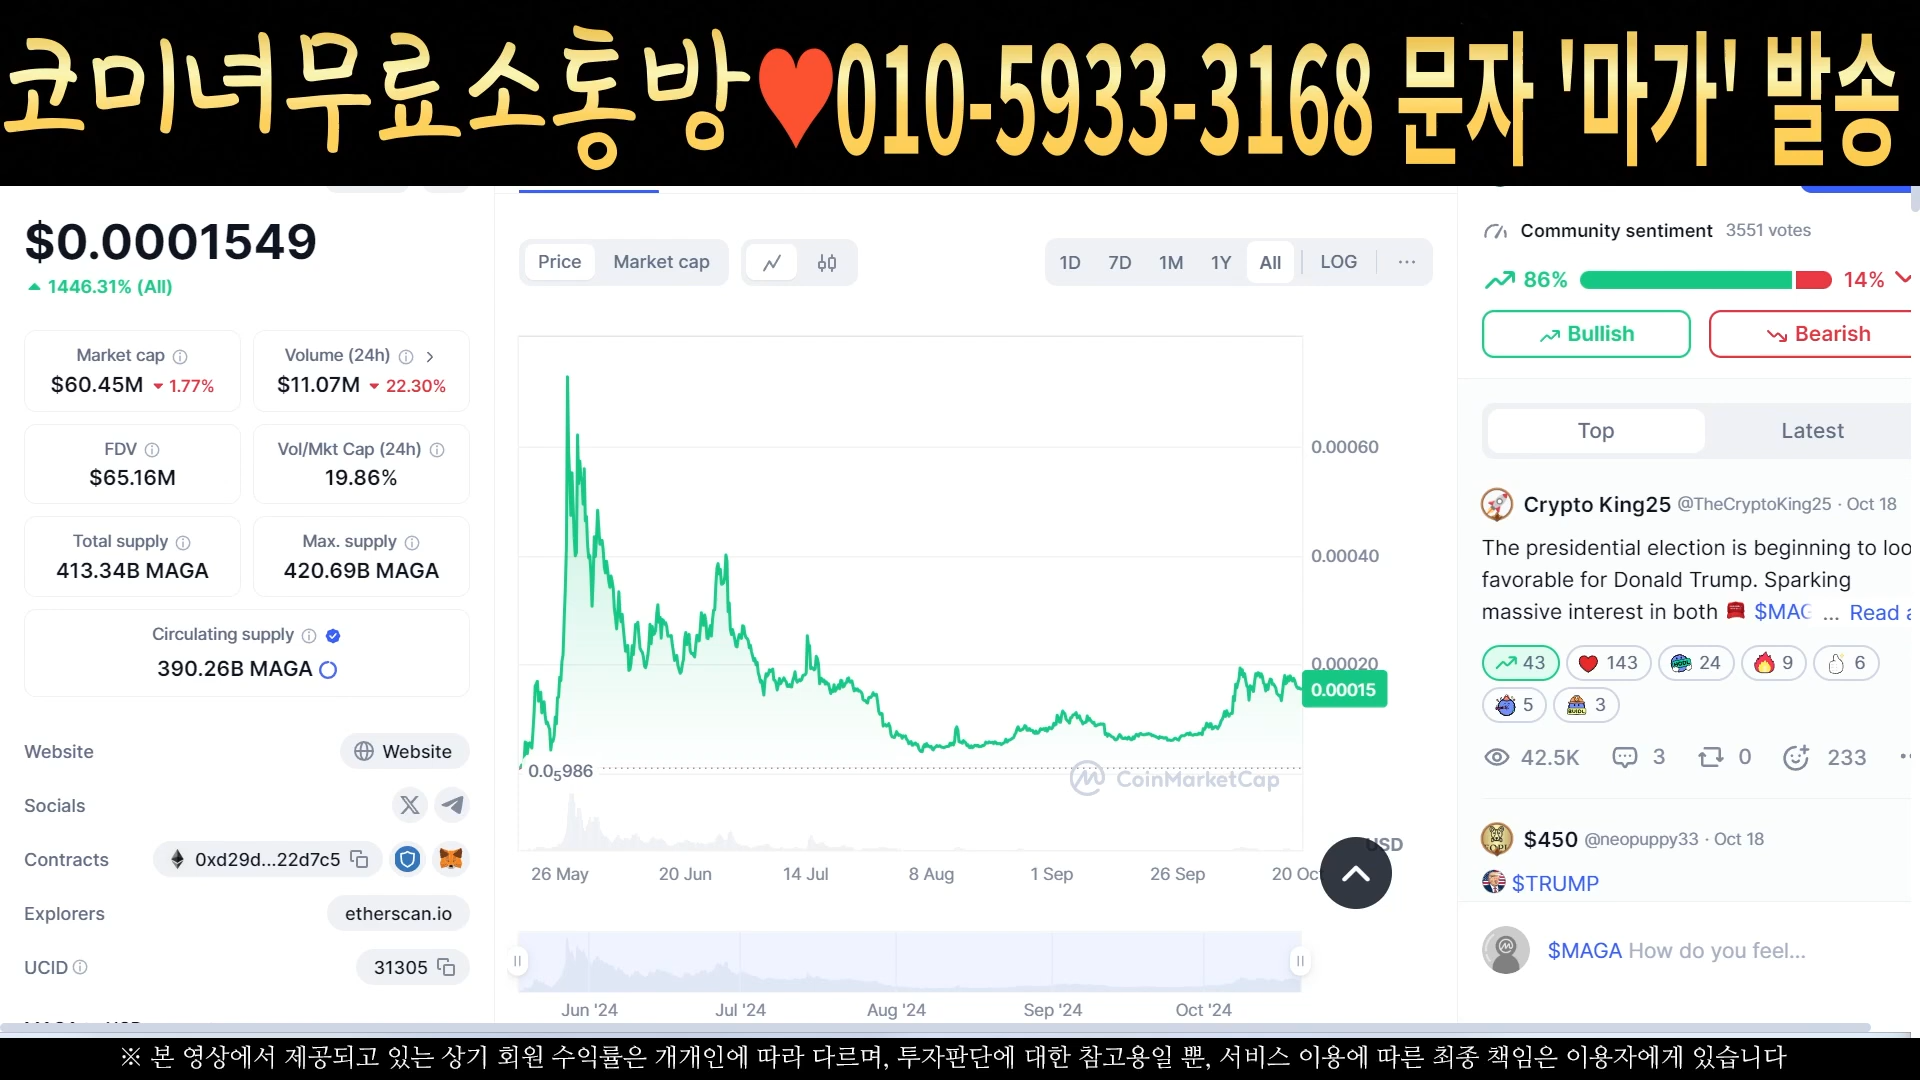 코미녀무료소통방♥010-5933-3168 문자 '마가' 발송
$0.0001549
1446.31% (All)
Market cap
$60.45M 1.77%
Volume (24h)
$11.07M 22.30%
FDV
$65.16M
Vol/Mkt Cap (24h)
19.86%
Total supply
413.34B MAGA
Max. supply
420.69B MAGA
Circulating supply
390.26B MAGA
Website
Website
Socials
Contracts
0xd29d...22d7c5
Explorers
etherscan.io
UCID
31305
Price Market cap
1D 7D 1M 1Y All LOG ...
0.00060
0.00040
0.00020
0.00015
0.0₅986
CoinMarketCap
USD
26 May 20 Jun 14 Jul 8 Aug 1 Sep 26 Sep 20 Oct
Jun '24 Jul '24 Aug '24 Sep '24 Oct '24
Community sentiment 3551 votes
86% 14%
Bullish Bearish
Top Latest
Crypto King25 @TheCryptoKing25 · Oct 18
The presidential election is beginning to loo
favorable for Donald Trump. Sparking
massive interest in both $MAG ... Read a
43 143 24 9 6
5 3
42.5K 3 0 233
$450 @neopuppy33 · Oct 18
$TRUMP
$MAGA How do you feel...
※ 본 영상에서 제공되고 있는 상기 회원 수익률은 개개인에 따라 다르며, 투자판단에 대한 참고용일 뿐, 서비스 이용에 따른 최종 책임은 이용자에게 있습니다